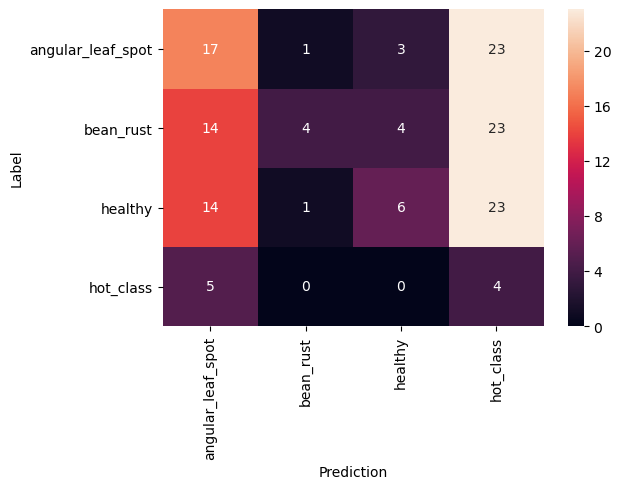 angular_leaf_spot 17 1 3 23
bean_rust 14 4 4 23
healthy 14 1 6 23
hot_class 5 0 0 4
angular_leaf_spot bean_rust healthy hot_class
Prediction
Label
20
16
12
8
4
0